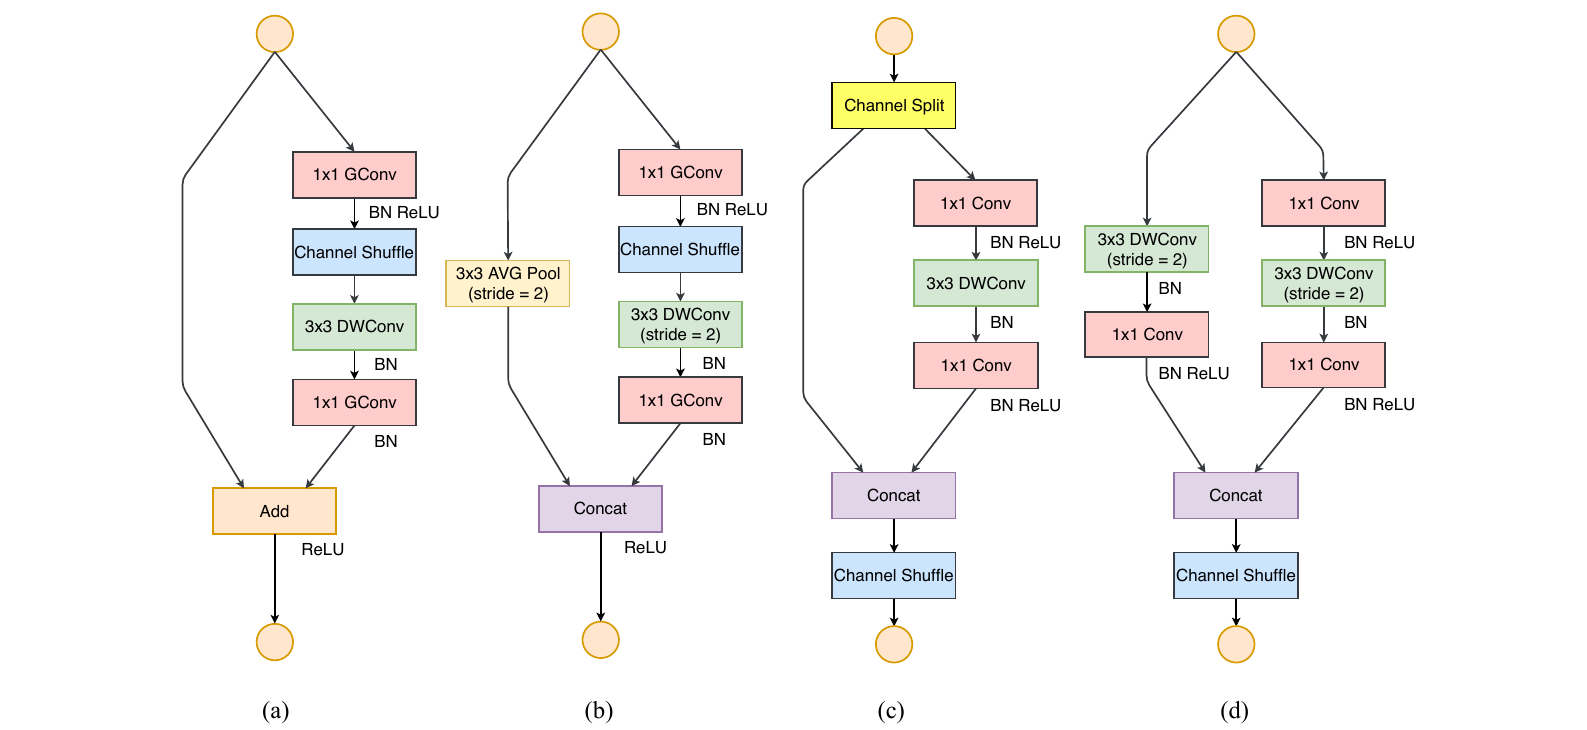 1x1 GConv
BN ReLU
Channel Shuffle
3x3 DWConv
BN
1x1 GConv
BN
Add
ReLU
(a)
3x3 AVG Pool
(stride = 2)
1x1 GConv
BN ReLU
Channel Shuffle
3x3 DWConv
(stride = 2)
BN
1x1 GConv
BN
Concat
ReLU
(b)
Channel Split
1x1 Conv
BN ReLU
3x3 DWConv
BN
1x1 Conv
BN ReLU
Concat
Channel Shuffle
(c)
3x3 DWConv
(stride = 2)
BN
1x1 Conv
BN ReLU
1x1 Conv
BN ReLU
3x3 DWConv
(stride = 2)
BN
1x1 Conv
BN ReLU
Concat
Channel Shuffle
(d)